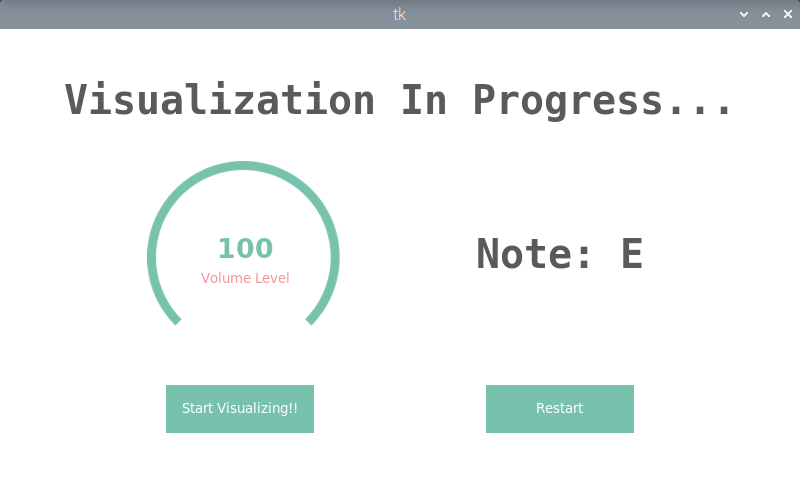 tk
Visualization In Progress...
100
Volume Level
Note: E
Start Visualizing!!
Restart